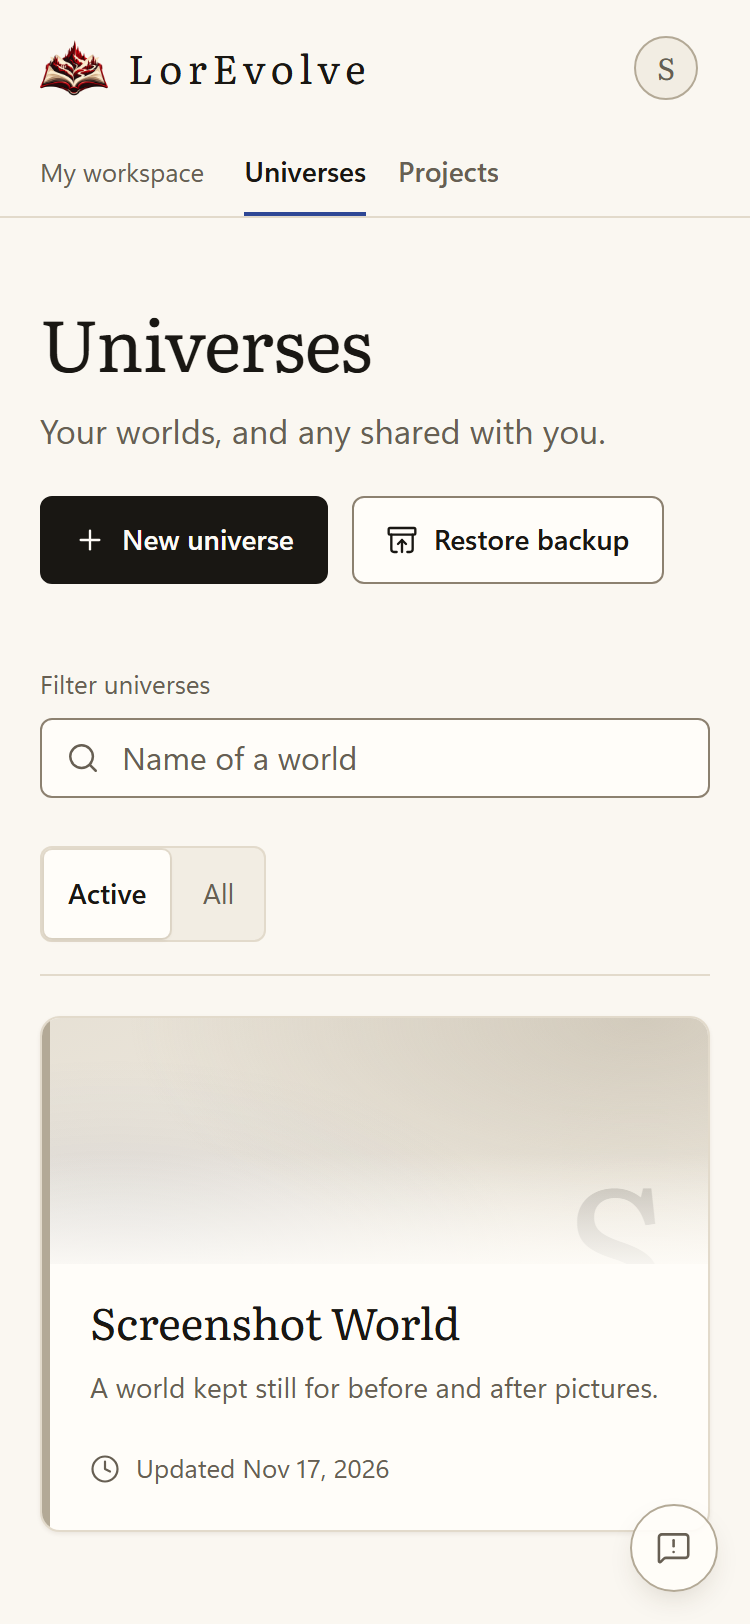 LorEvolve
S
My workspace
Universes
Projects
Universes
Your worlds, and any shared with you.
New universe
Restore backup
Filter universes
Name of a world
Active
All
S
Screenshot World
A world kept still for before and after pictures.
Updated Nov 17, 2026